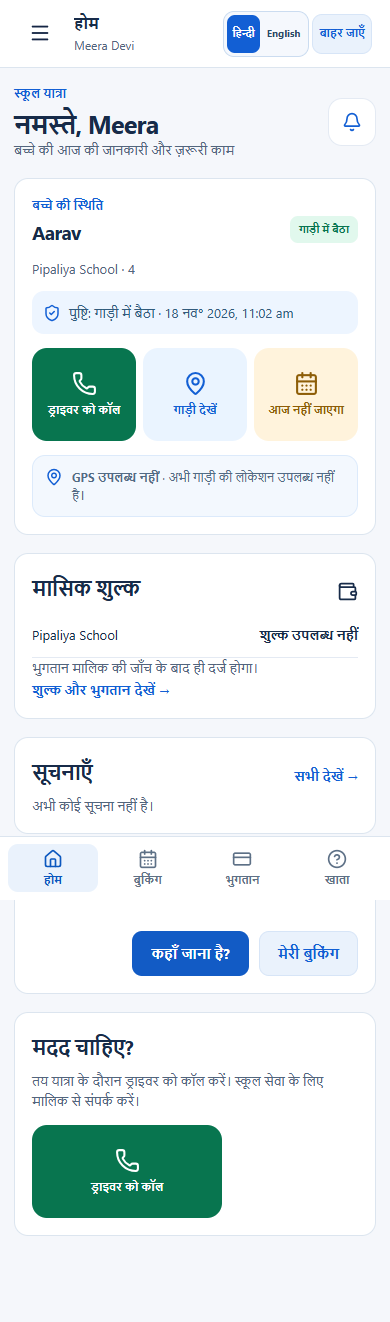 होम
Meera Devi
हिन्दी
English
बाहर जाएँ
स्कूल यात्रा
नमस्ते, Meera
बच्चे की आज की जानकारी और ज़रूरी काम
बच्चे की स्थिति
Aarav
गाड़ी में बैठा
Pipaliya School · 4
पुष्टि: गाड़ी में बैठा · 18 नव॰ 2026, 11:02 am
ड्राइवर को कॉल
गाड़ी देखें
आज नहीं जाएगा
GPS उपलब्ध नहीं · अभी गाड़ी की लोकेशन उपलब्ध नहीं
है।
मासिक शुल्क
Pipaliya School
शुल्क उपलब्ध नहीं
भुगतान मालिक की जाँच के बाद ही दर्ज होगा।
शुल्क और भुगतान देखें →
सूचनाएँ
सभी देखें →
अभी कोई सूचना नहीं है।
होम
बुकिंग
भुगतान
खाता
कहाँ जाना है?
मेरी बुकिंग
मदद चाहिए?
तय यात्रा के दौरान ड्राइवर को कॉल करें। स्कूल सेवा के लिए
मालिक से संपर्क करें।
ड्राइवर को कॉल